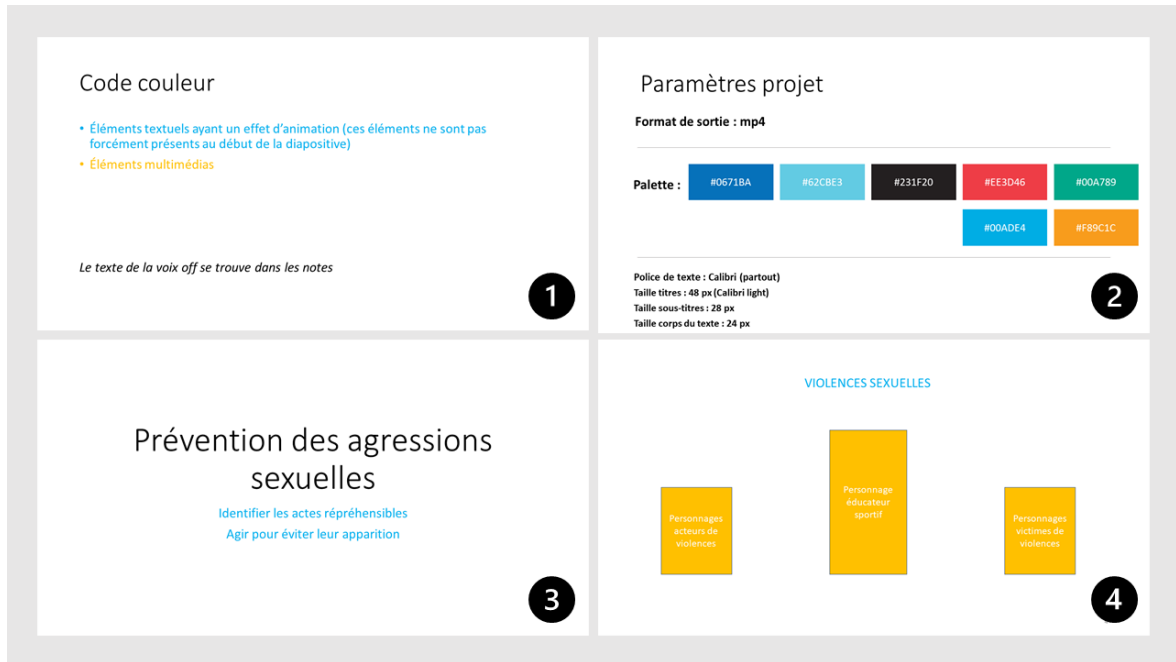 Code couleur
• Éléments textuels ayant un effet d'animation (ces éléments ne sont pas
forcément présents au début de la diapositive)
• Éléments multimédias
Le texte de la voix off se trouve dans les notes
1
Paramètres projet
Format de sortie : mp4
Palette : #0671BA #62CBE3 #231F20 #EE3D46 #00A789
#00ADE4 #F89C1C
Police de texte : Calibri (partout)
Taille titres : 48 px (Calibri light)
Taille sous-titres : 28 px
Taille corps du texte : 24 px
2
Prévention des agressions
sexuelles
Identifier les actes répréhensibles
Agir pour éviter leur apparition
3
VIOLENCES SEXUELLES
Personnages
acteurs de
violences
Personnage
éducateur
sportif
Personnages
victimes de
violences
4